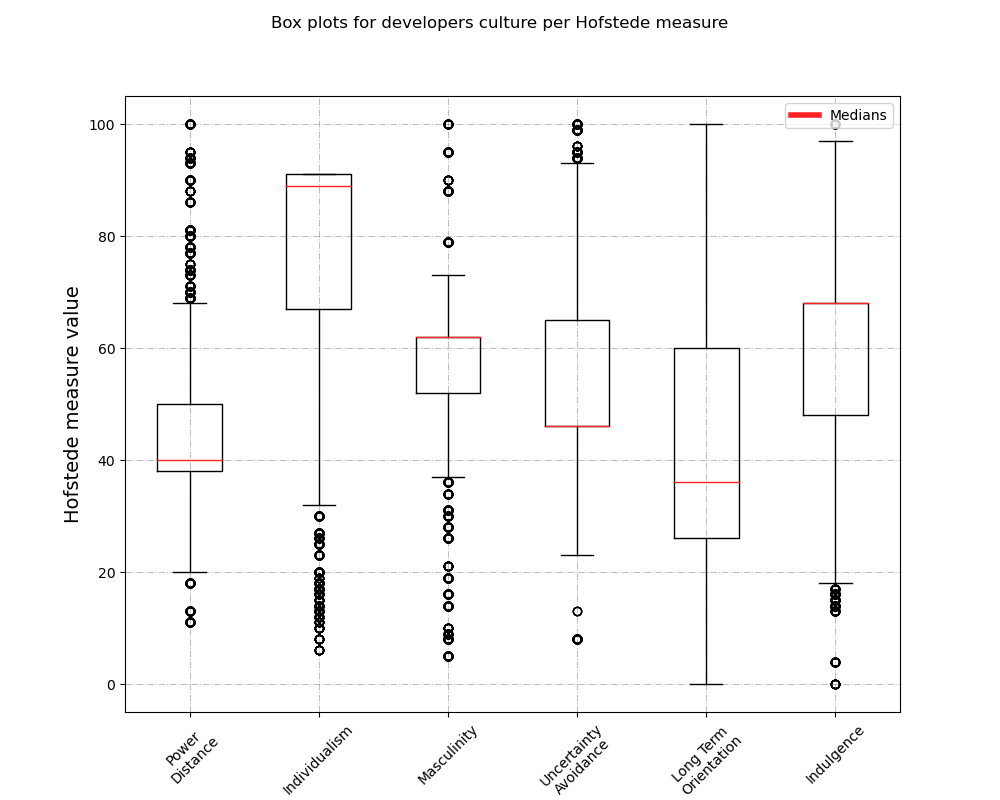 Box plots for developers culture per Hofstede measure
Medians
Hofstede measure value
100
80
60
40
20
0
Power
Distance
Individualism
Masculinity
Uncertainty
Avoidance
Long Term
Orientation
Indulgence